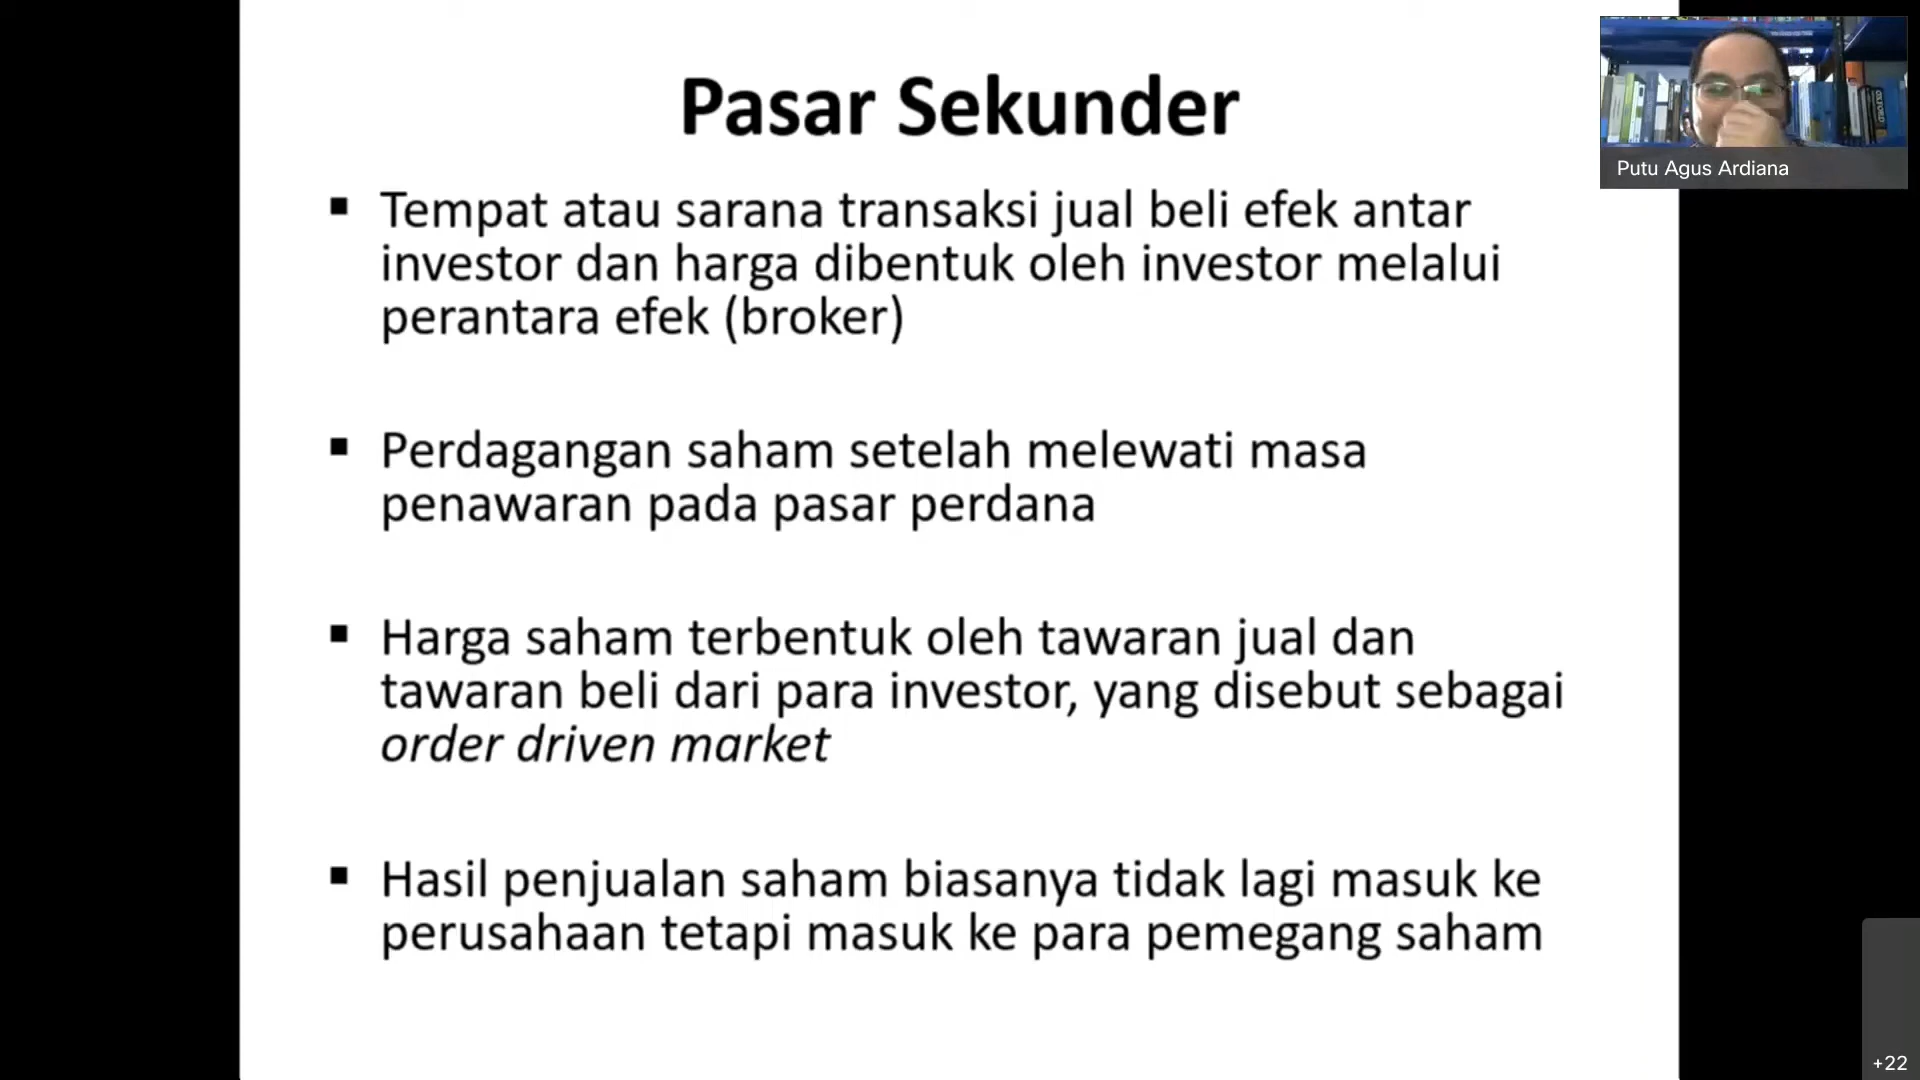 Pasar Sekunder
▪ Tempat atau sarana transaksi jual beli efek antar
investor dan harga dibentuk oleh investor melalui
perantara efek (broker)
▪ Perdagangan saham setelah melewati masa
penawaran pada pasar perdana
▪ Harga saham terbentuk oleh tawaran jual dan
tawaran beli dari para investor, yang disebut sebagai
order driven market
▪ Hasil penjualan saham biasanya tidak lagi masuk ke
perusahaan tetapi masuk ke para pemegang saham
Putu Agus Ardiana
+22